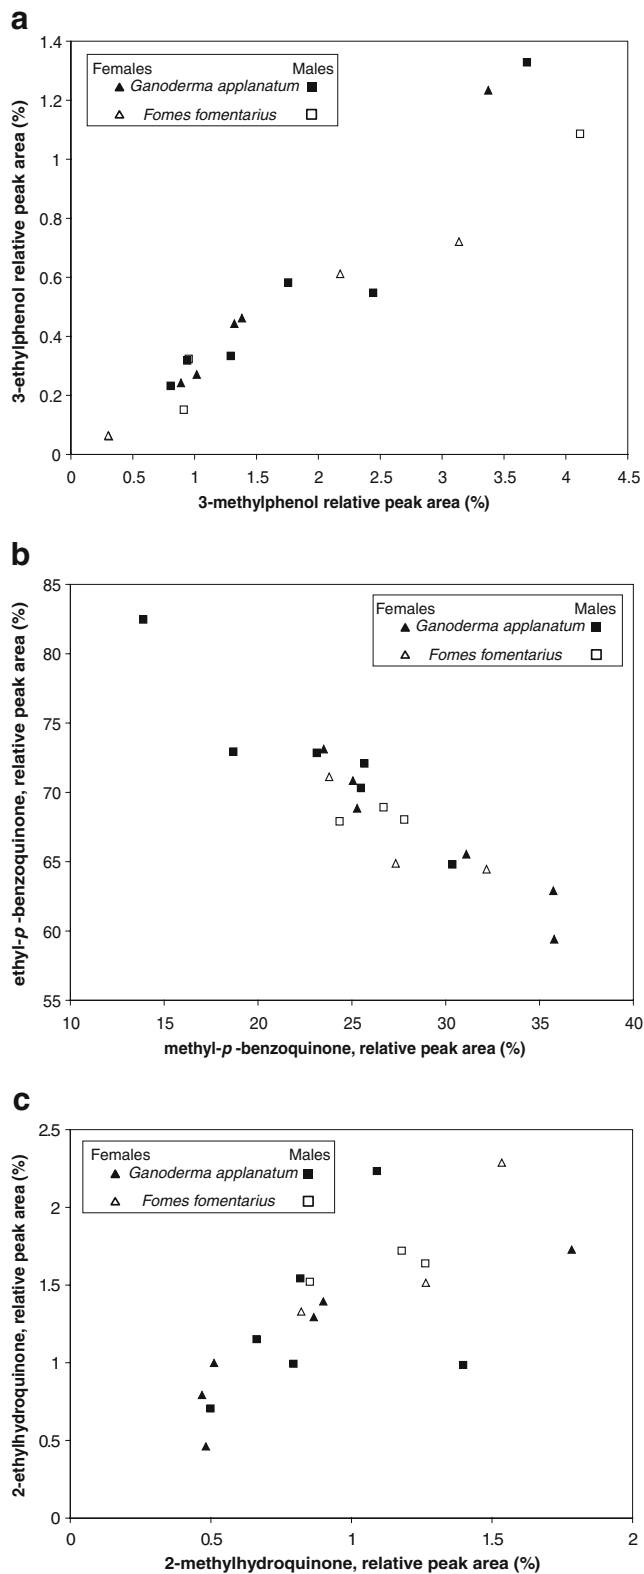 a
3-ethylphenol relative peak area (%)
1.4
1.2
1
0.8
0.6
0.4
0.2
0
Females Males
▲ Ganoderma applanatum ■
△ Fomes fomentarius □
0 0.5 1 1.5 2 2.5 3 3.5 4 4.5
3-methylphenol relative peak area (%)
b
ethyl-p -benzoquinone, relative peak area (%)
85
80
75
70
65
60
55
Females Males
▲ Ganoderma applanatum ■
△ Fomes fomentarius □
10 15 20 25 30 35 40
methyl-p -benzoquinone, relative peak area (%)
c
2-ethylhydroquinone, relative peak area (%)
2.5
2
1.5
1
0.5
0
Females Males
▲ Ganoderma applanatum ■
△ Fomes fomentarius □
0 0.5 1 1.5 2
2-methylhydroquinone, relative peak area (%)